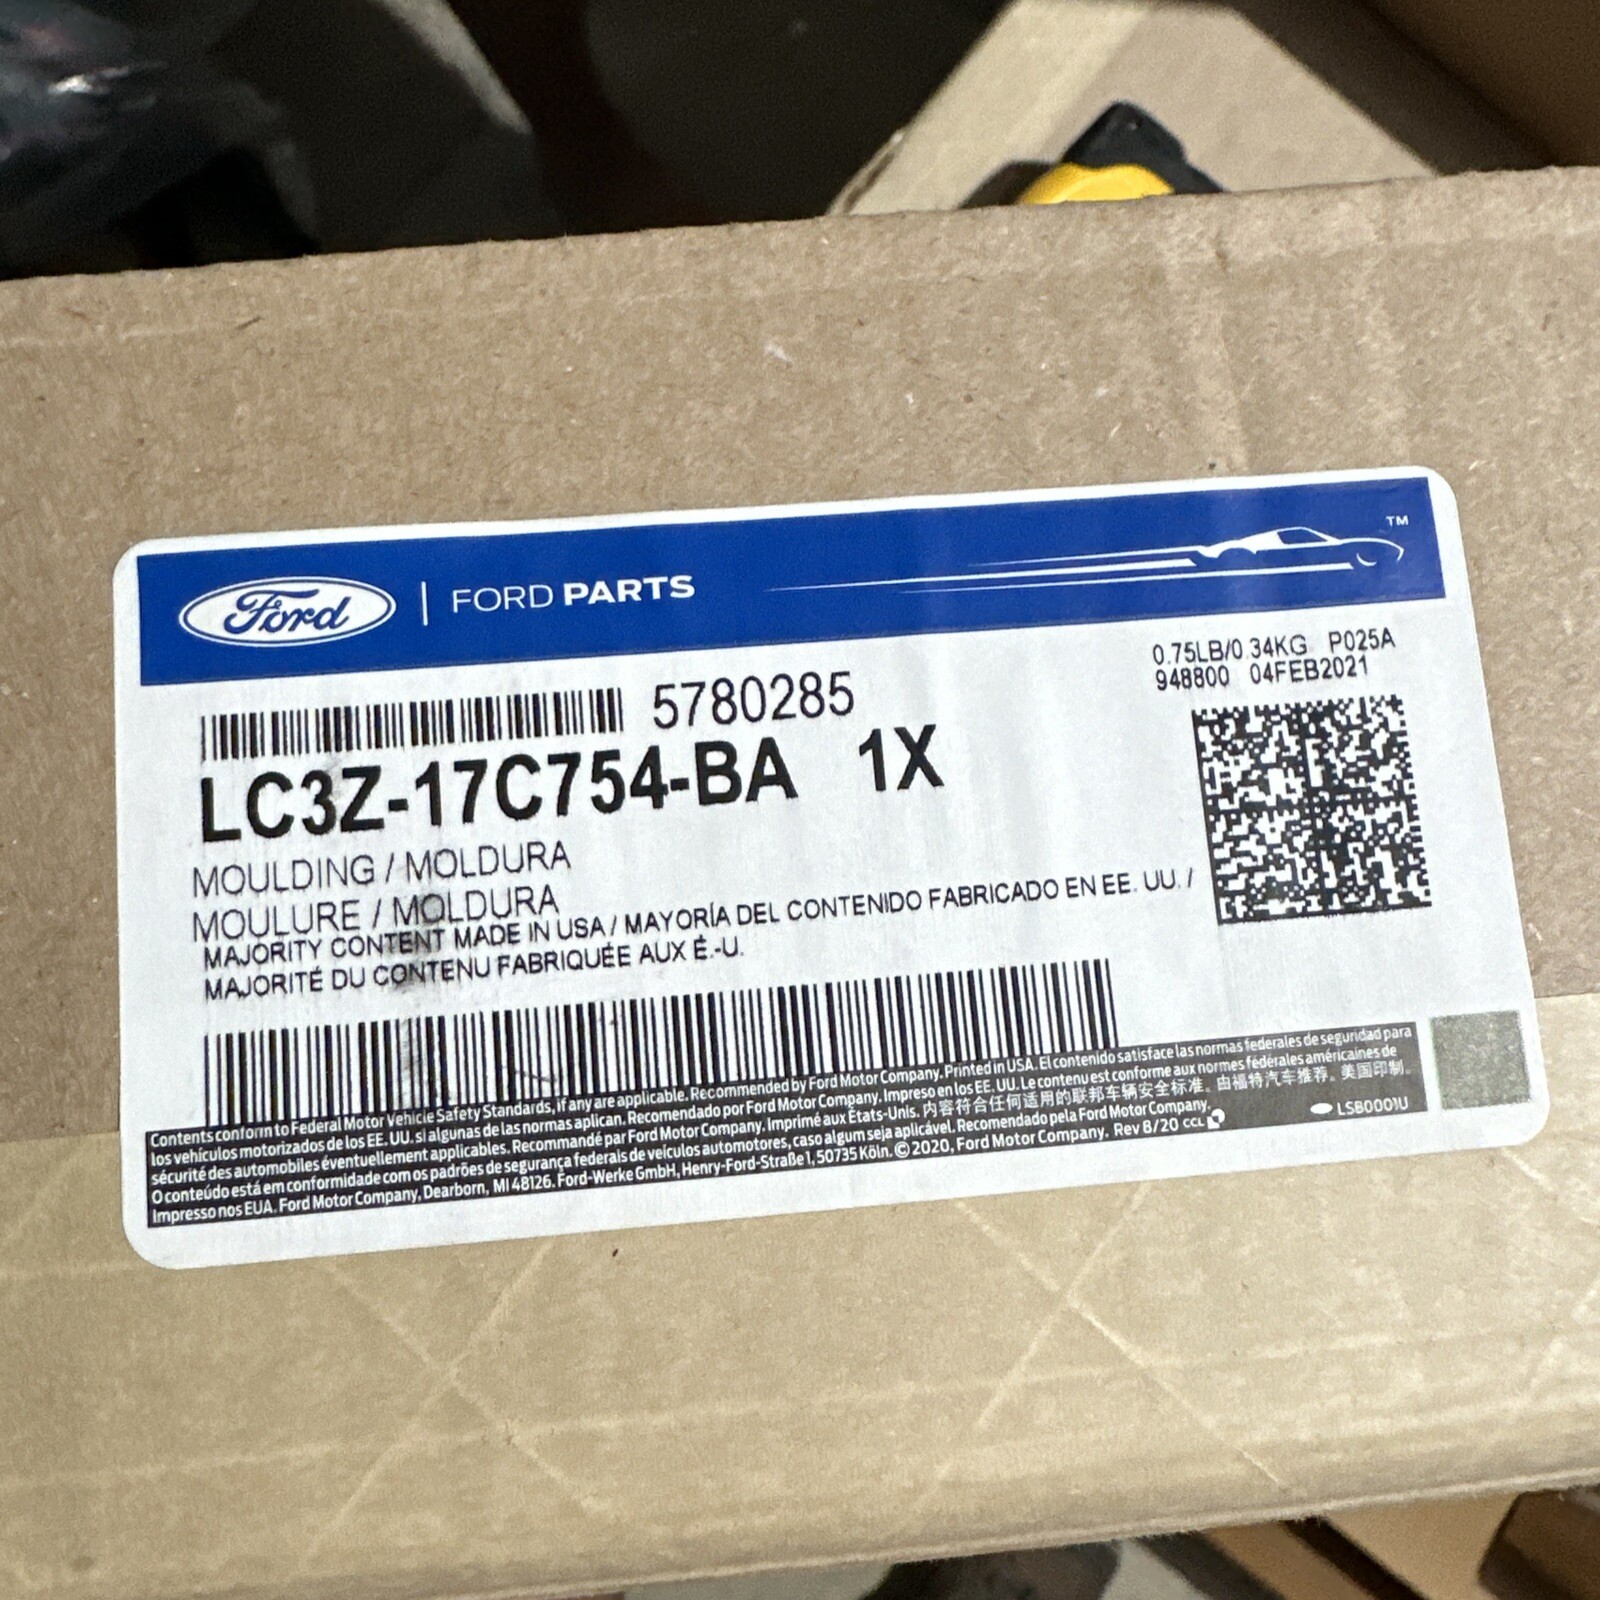 Ford | FORD PARTS
TM
0.75LB/0.34KG P025A
948800 04FEB2021
5780285
LC3Z-17C754-BA 1X
MOULDING / MOLDURA
MOULURE / MOLDURA
MAJORITY CONTENT MADE IN USA / MAYORÍA DEL CONTENIDO FABRICADO EN EE. UU. /
MAJORITÉ DU CONTENU FABRIQUÉE AUX É.-U.
Contents conform to Federal Motor Vehicle Safety Standards, if any are applicable. Recommended by Ford Motor Company. Printed in USA. El contenido satisface las normas federales de seguridad para
los vehículos motorizados de los EE. UU. si algunas de las normas aplican. Recomendado por Ford Motor Company. Impreso en los EE. UU. Le contenu est conforme aux normes fédérales américaines de
sécurité des automobiles éventuellement applicables. Recommandé par Ford Motor Company. Imprimé aux États-Unis. 内容符合任何适用的联邦车辆安全标准。由福特汽车推荐。美国印制。
O conteúdo está em conformidade com os padrões de segurança federais de veículos automotores, caso algum seja aplicável. Recomendado pela Ford Motor Company.
Impresso nos EUA. Ford Motor Company, Dearborn, MI 48126. Ford-Werke GmbH, Henry-Ford-Straße 1, 50735 Köln. © 2020, Ford Motor Company. Rev 8/20 CCL
LSB0001U